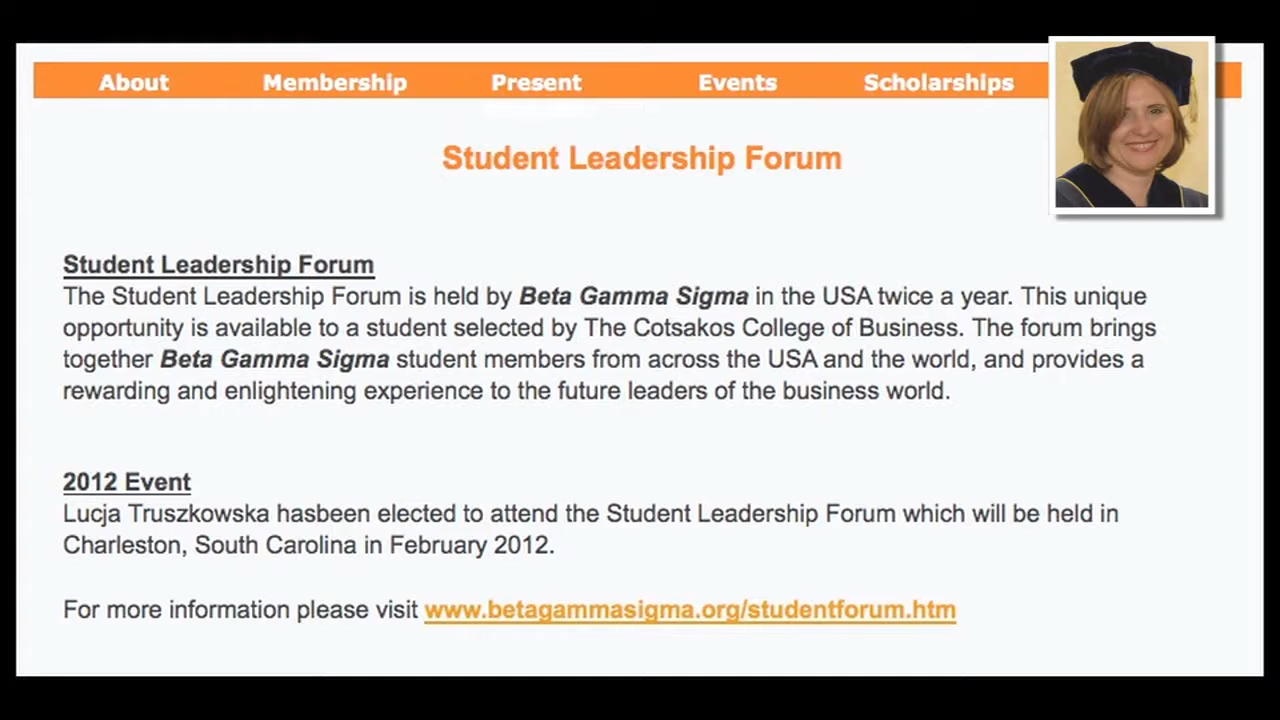 About Membership Present Events Scholarships
Student Leadership Forum
Student Leadership Forum
The Student Leadership Forum is held by Beta Gamma Sigma in the USA twice a year. This unique
opportunity is available to a student selected by The Cotsakos College of Business. The forum brings
together Beta Gamma Sigma student members from across the USA and the world, and provides a
rewarding and enlightening experience to the future leaders of the business world.
2012 Event
Lucja Truszkowska hasbeen elected to attend the Student Leadership Forum which will be held in
Charleston, South Carolina in February 2012.
For more information please visit www.betagammasigma.org/studentforum.htm